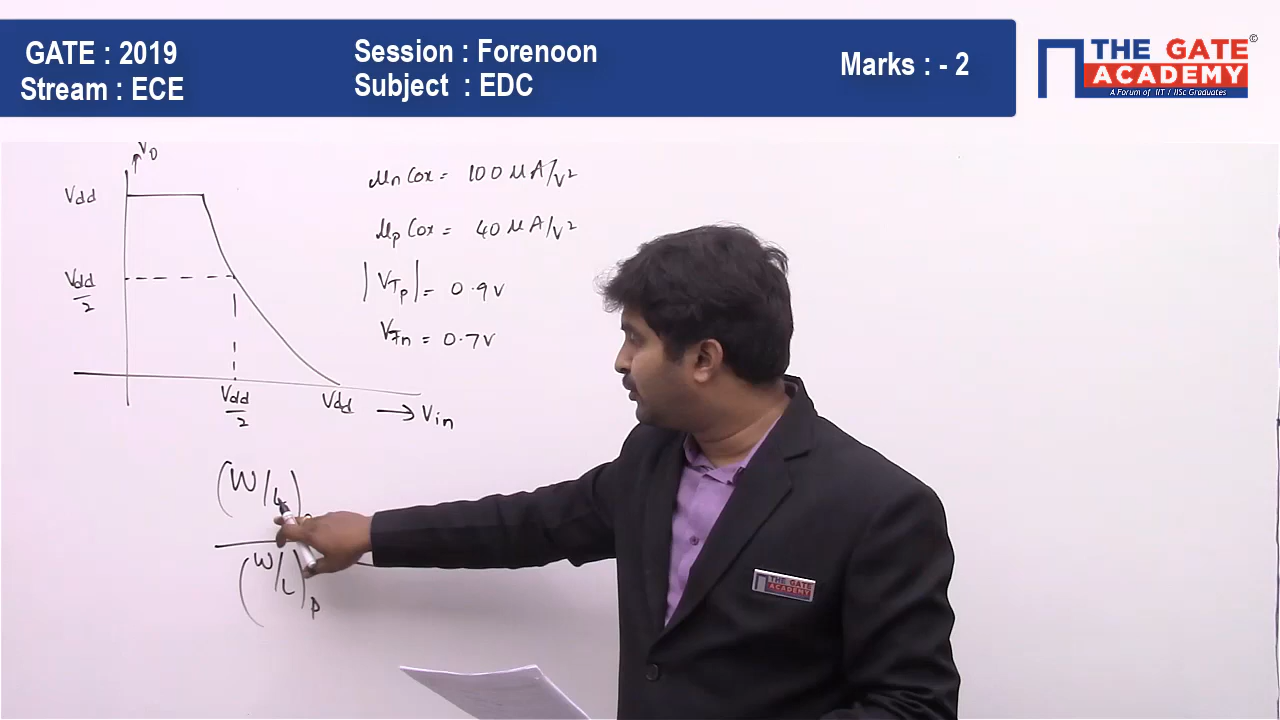 GATE : 2019
Stream : ECE
Session : Forenoon
Subject : EDC
Marks : - 2
THE GATE
ACADEMY
©
A Forum of IIT / IISc Graduates
V0
Vdd
Vdd/2
Vdd/2
Vdd
→ Vin
μn Cox = 100 μA/V²
μp Cox = 40 μA/V²
|VTp| = 0.9V
VTn = 0.7V
(W/L)
(W/L)p
THE GATE
ACADEMY